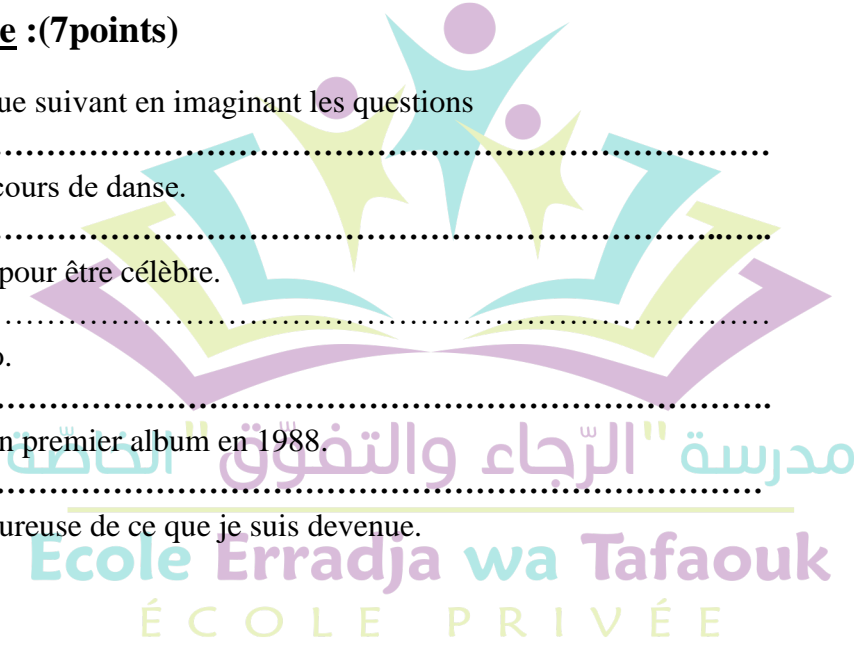 e :(7points)
ue suivant en imaginant les questions
……………………………………………………………………
cours de danse.
……………………………………………………………………..…..
pour être célèbre.
……………………………………………………………………
o.
…………………………………………………………………….
n premier album en 1988.
……………………………………………………………………
ureuse de ce que je suis devenue.
مدرسة "الرّجاء والتفوّق" الخاصّة
Ecole Erradja wa Tafaouk
ÉCOLE PRIVÉE